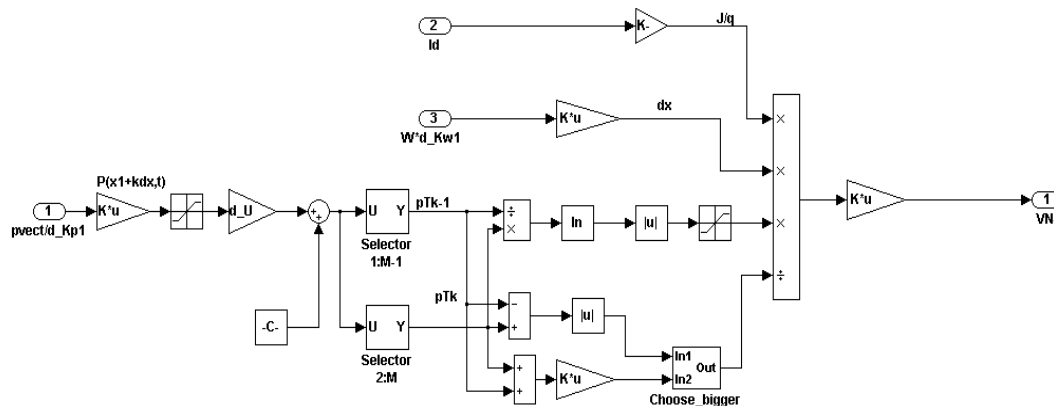 2
Id
K-
J/q
3
W*d_Kw1
K*u
dx
×
×
×
÷
K*u
1
VN
P(x1+kdx,t)
1
pvect/d_Kp1
K*u
d_U
+
+
-C-
U Y
Selector
1:M-1
pTk-1
÷
×
ln
|u|
U Y
Selector
2:M
pTk
−
+
|u|
+
+
K*u
In1
In2
Out
Choose_bigger